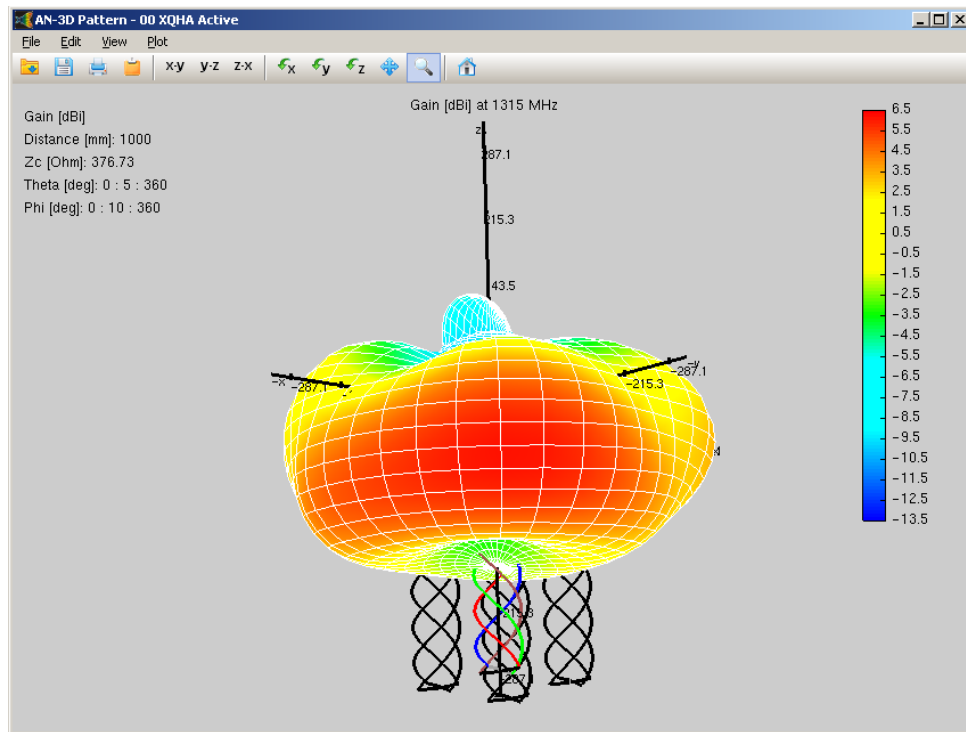 AN-3D Pattern - 00 XQHA Active
File Edit View Plot
x-y y-z z-x x y z
Gain [dBi] at 1315 MHz
Gain [dBi]
Distance [mm]: 1000
Zc [Ohm]: 376.73
Theta [deg]: 0 : 5 : 360
Phi [deg]: 0 : 10 : 360
z
287.1
215.3
43.5
-x
-287.1
-y
-287.1
-215.3
6.5
5.5
4.5
3.5
2.5
1.5
0.5
-0.5
-1.5
-2.5
-3.5
-4.5
-5.5
-6.5
-7.5
-8.5
-9.5
-10.5
-11.5
-12.5
-13.5